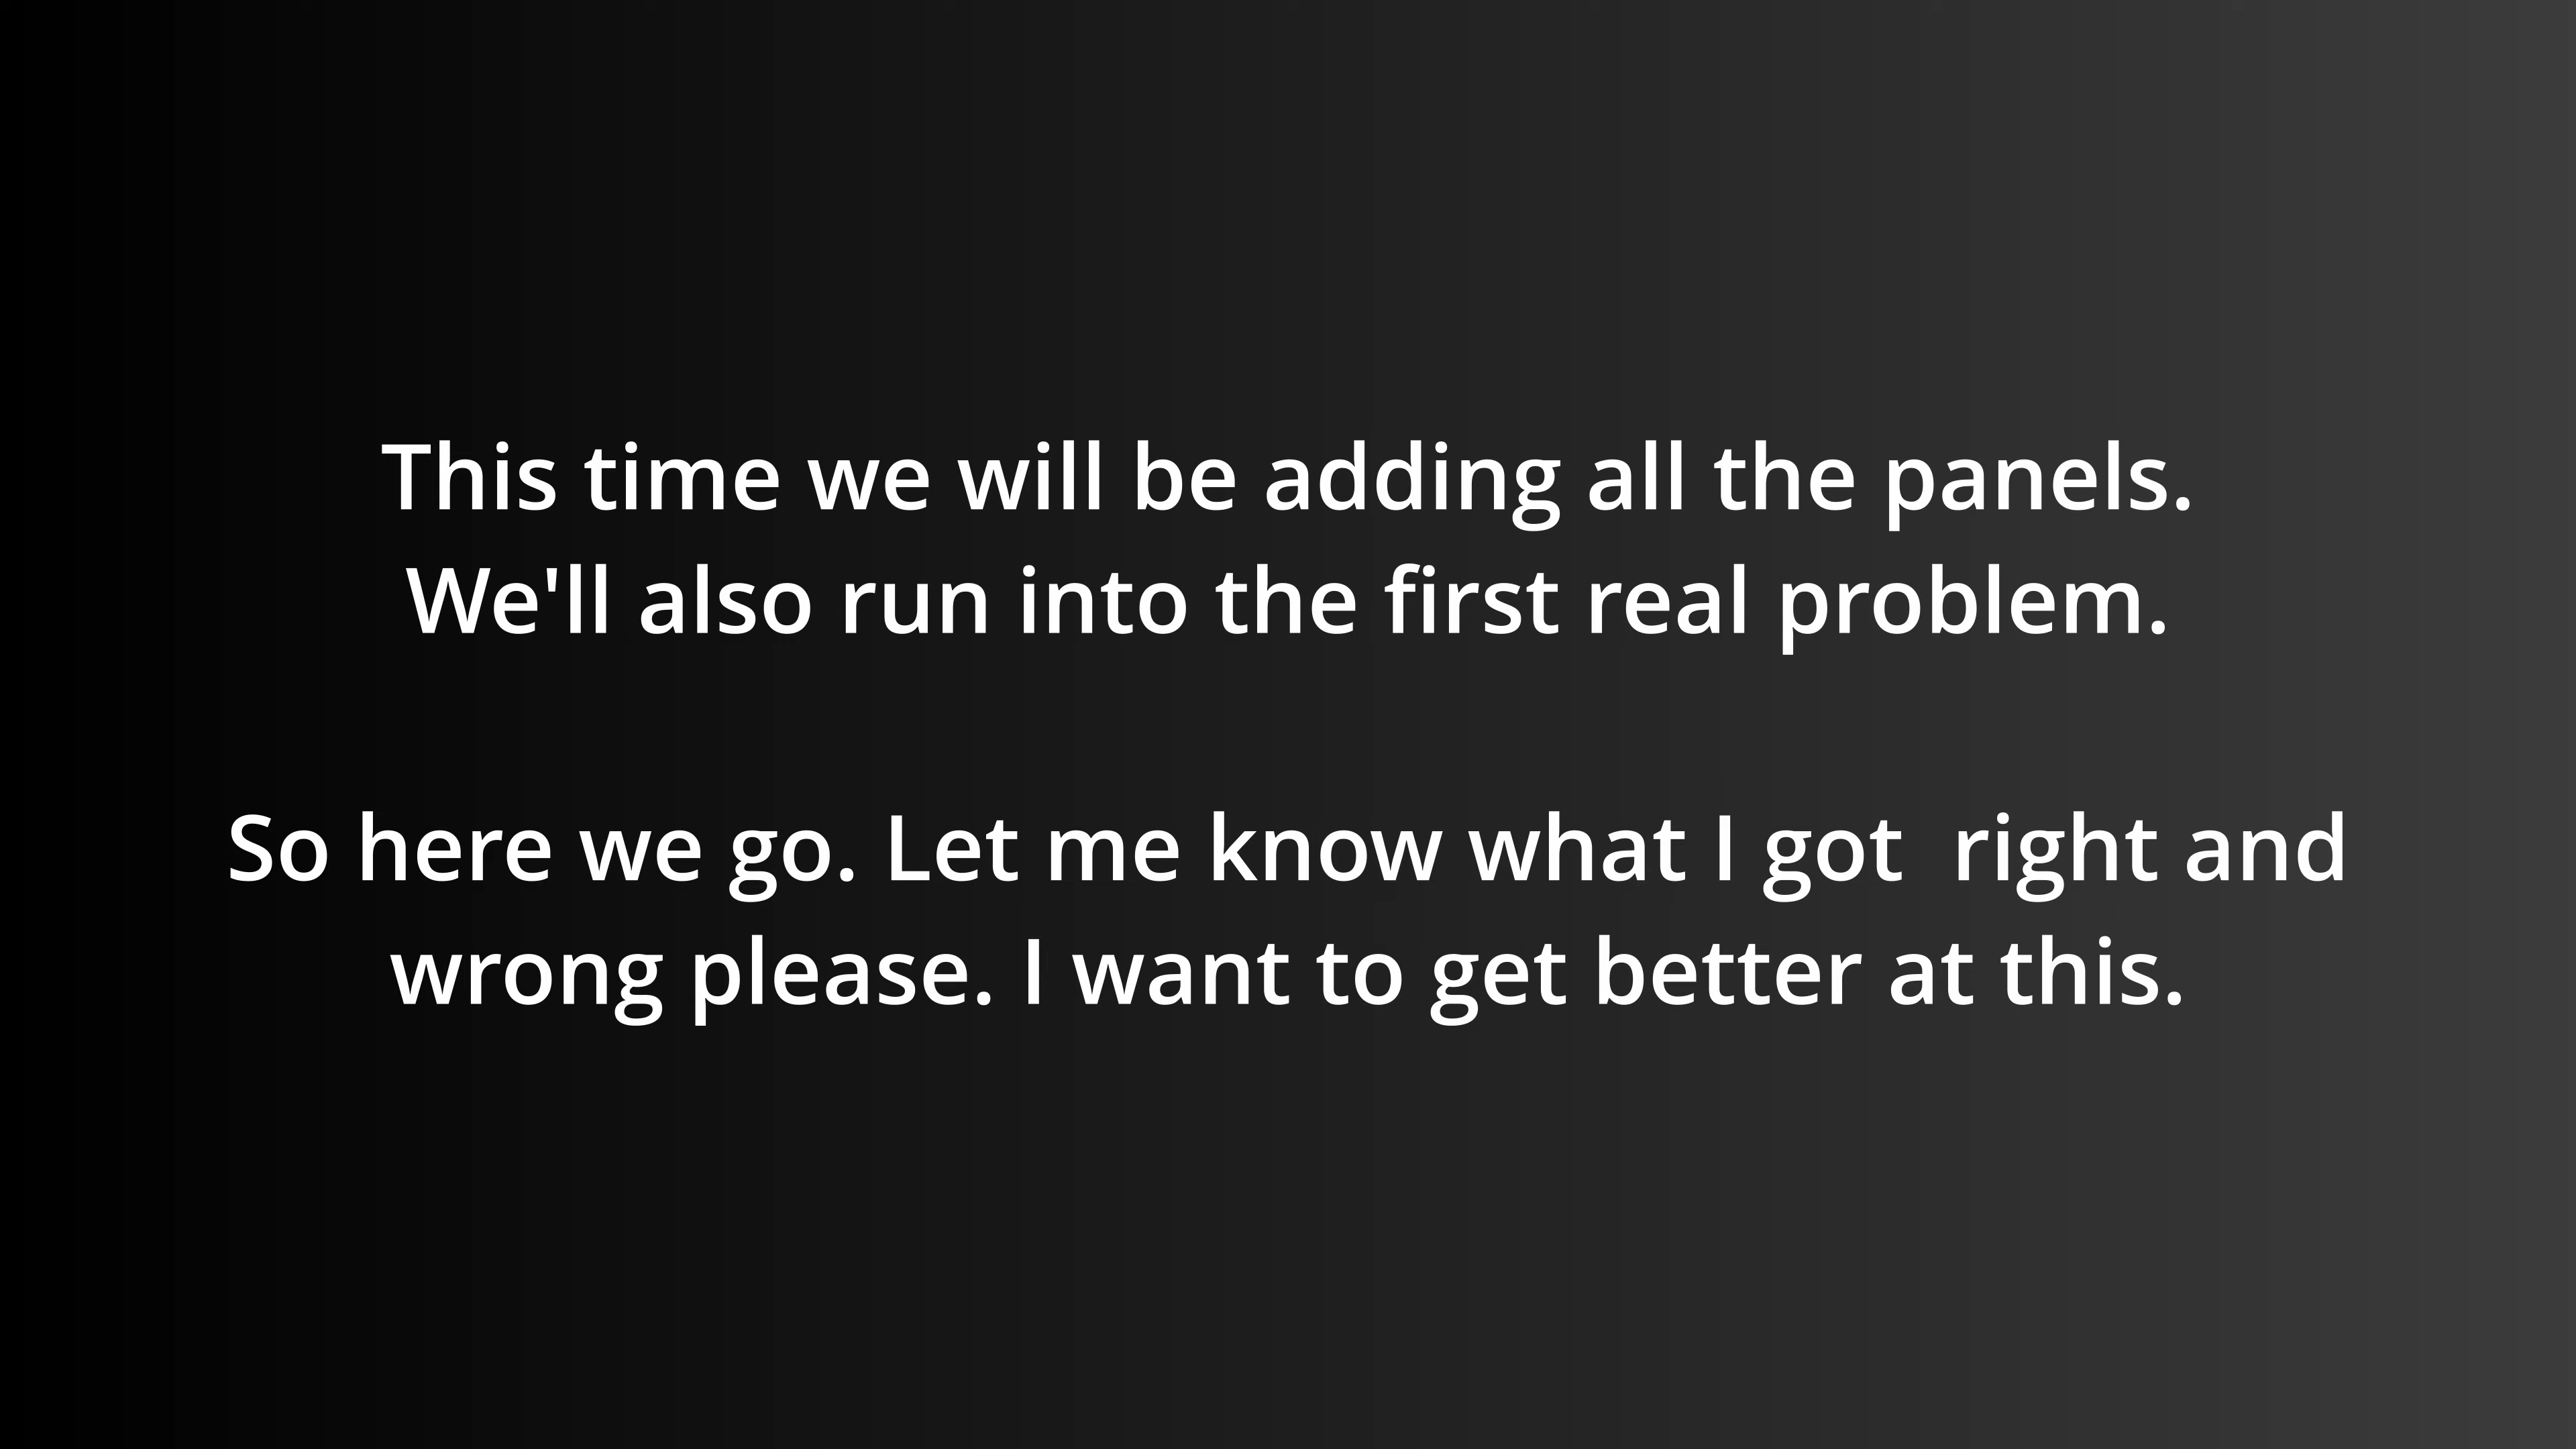 This time we will be adding all the panels.
We'll also run into the first real problem.
So here we go. Let me know what I got  right and
wrong please. I want to get better at this.